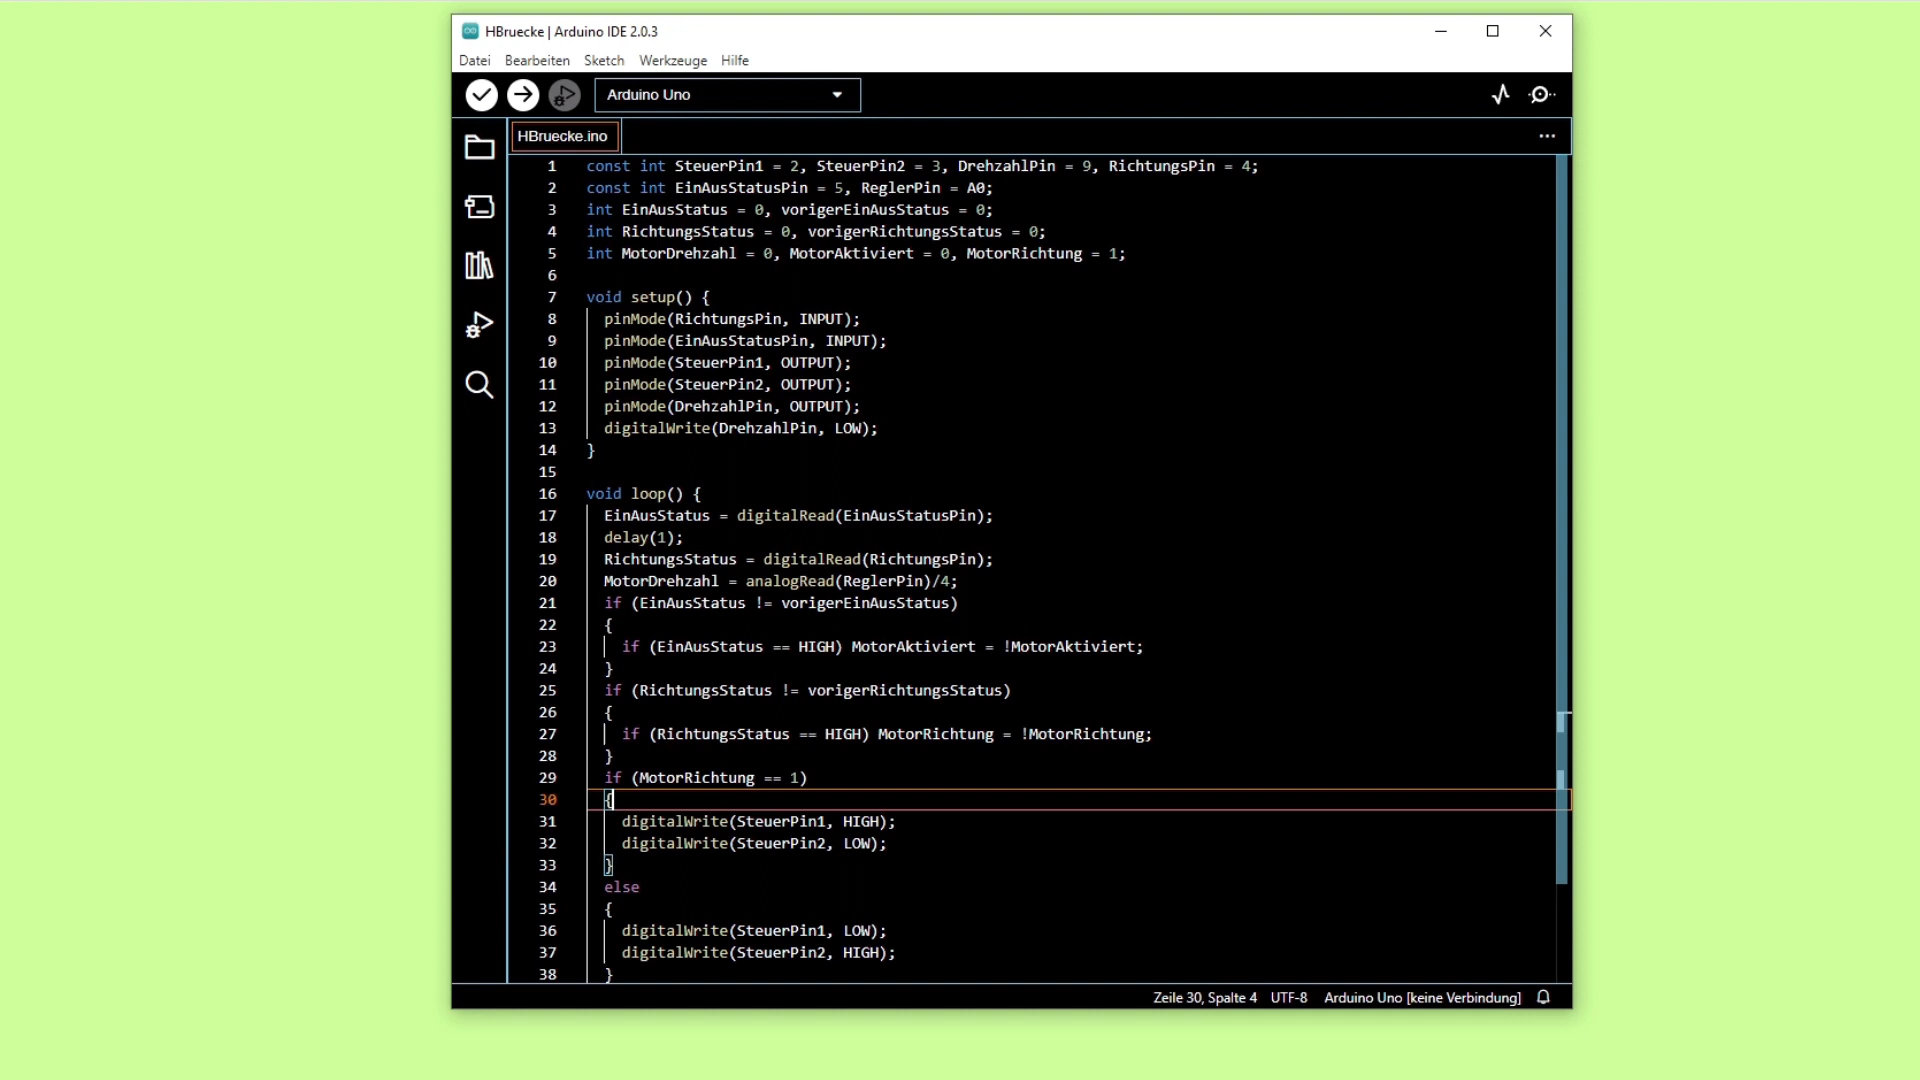 HBruecke | Arduino IDE 2.0.3
Datei Bearbeiten Sketch Werkzeuge Hilfe
Arduino Uno
HBruecke.ino
1 const int SteuerPin1 = 2, SteuerPin2 = 3, DrehzahlPin = 9, RichtungsPin = 4;
2 const int EinAusStatusPin = 5, ReglerPin = A0;
3 int EinAusStatus = 0, vorigerEinAusStatus = 0;
4 int RichtungsStatus = 0, vorigerRichtungsStatus = 0;
5 int MotorDrehzahl = 0, MotorAktiviert = 0, MotorRichtung = 1;
6
7 void setup() {
8 pinMode(RichtungsPin, INPUT);
9 pinMode(EinAusStatusPin, INPUT);
10 pinMode(SteuerPin1, OUTPUT);
11 pinMode(SteuerPin2, OUTPUT);
12 pinMode(DrehzahlPin, OUTPUT);
13 digitalWrite(DrehzahlPin, LOW);
14 }
15
16 void loop() {
17 EinAusStatus = digitalRead(EinAusStatusPin);
18 delay(1);
19 RichtungsStatus = digitalRead(RichtungsPin);
20 MotorDrehzahl = analogRead(ReglerPin)/4;
21 if (EinAusStatus != vorigerEinAusStatus)
22 {
23 if (EinAusStatus == HIGH) MotorAktiviert = !MotorAktiviert;
24 }
25 if (RichtungsStatus != vorigerRichtungsStatus)
26 {
27 if (RichtungsStatus == HIGH) MotorRichtung = !MotorRichtung;
28 }
29 if (MotorRichtung == 1)
30 {
31 digitalWrite(SteuerPin1, HIGH);
32 digitalWrite(SteuerPin2, LOW);
33 }
34 else
35 {
36 digitalWrite(SteuerPin1, LOW);
37 digitalWrite(SteuerPin2, HIGH);
38 }
Zeile 30, Spalte 4 UTF-8 Arduino Uno [keine Verbindung]